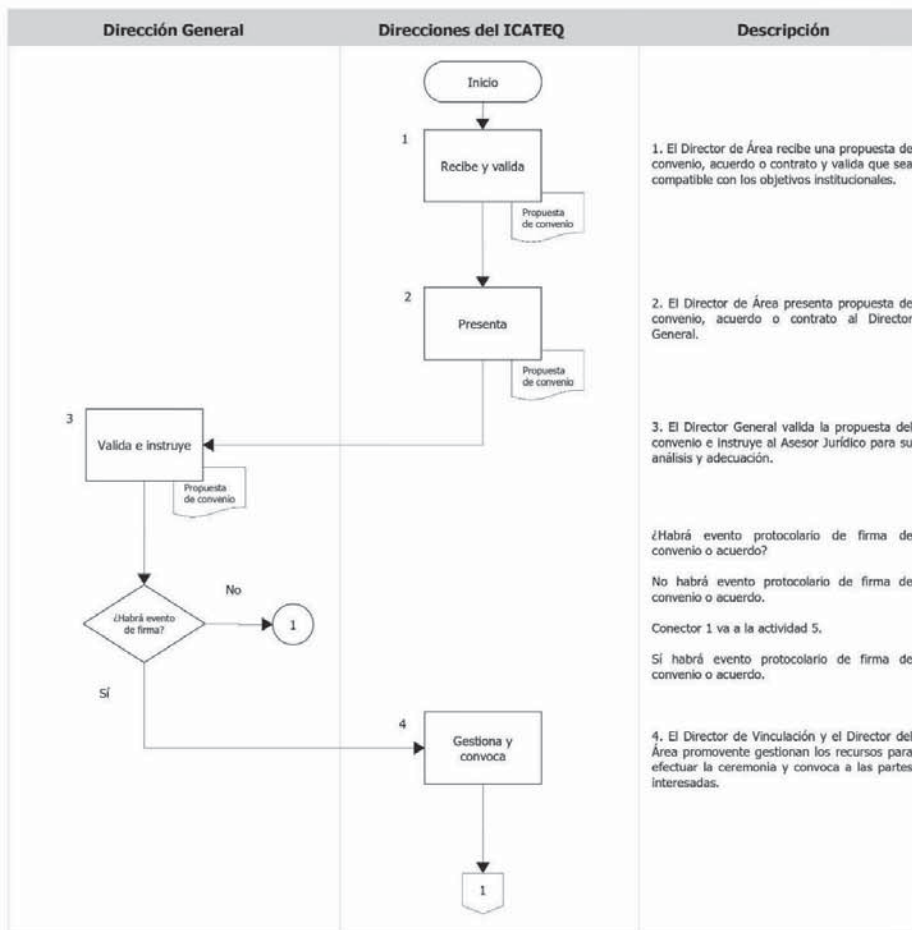 Dirección General
Direcciones del ICATEQ
Descripción
Inicio
1
Recibe y valida
Propuesta
de convenio
1. El Director de Área recibe una propuesta de
convenio, acuerdo o contrato y valida que sea
compatible con los objetivos institucionales.
2
Presenta
Propuesta
de convenio
2. El Director de Área presenta propuesta de
convenio, acuerdo o contrato al Director
General.
3
Valida e instruye
Propuesta
de convenio
3. El Director General valida la propuesta del
convenio e instruye al Asesor Jurídico para su
análisis y adecuación.
¿Habrá evento
de firma?
No
1
Sí
¿Habrá evento protocolario de firma de
convenio o acuerdo?
No habrá evento protocolario de firma de
convenio o acuerdo.
Conector 1 va a la actividad 5.
Sí habrá evento protocolario de firma de
convenio o acuerdo.
4
Gestiona y
convoca
4. El Director de Vinculación y el Director del
Área promovente gestionan los recursos para
efectuar la ceremonia y convoca a las partes
interesadas.
1